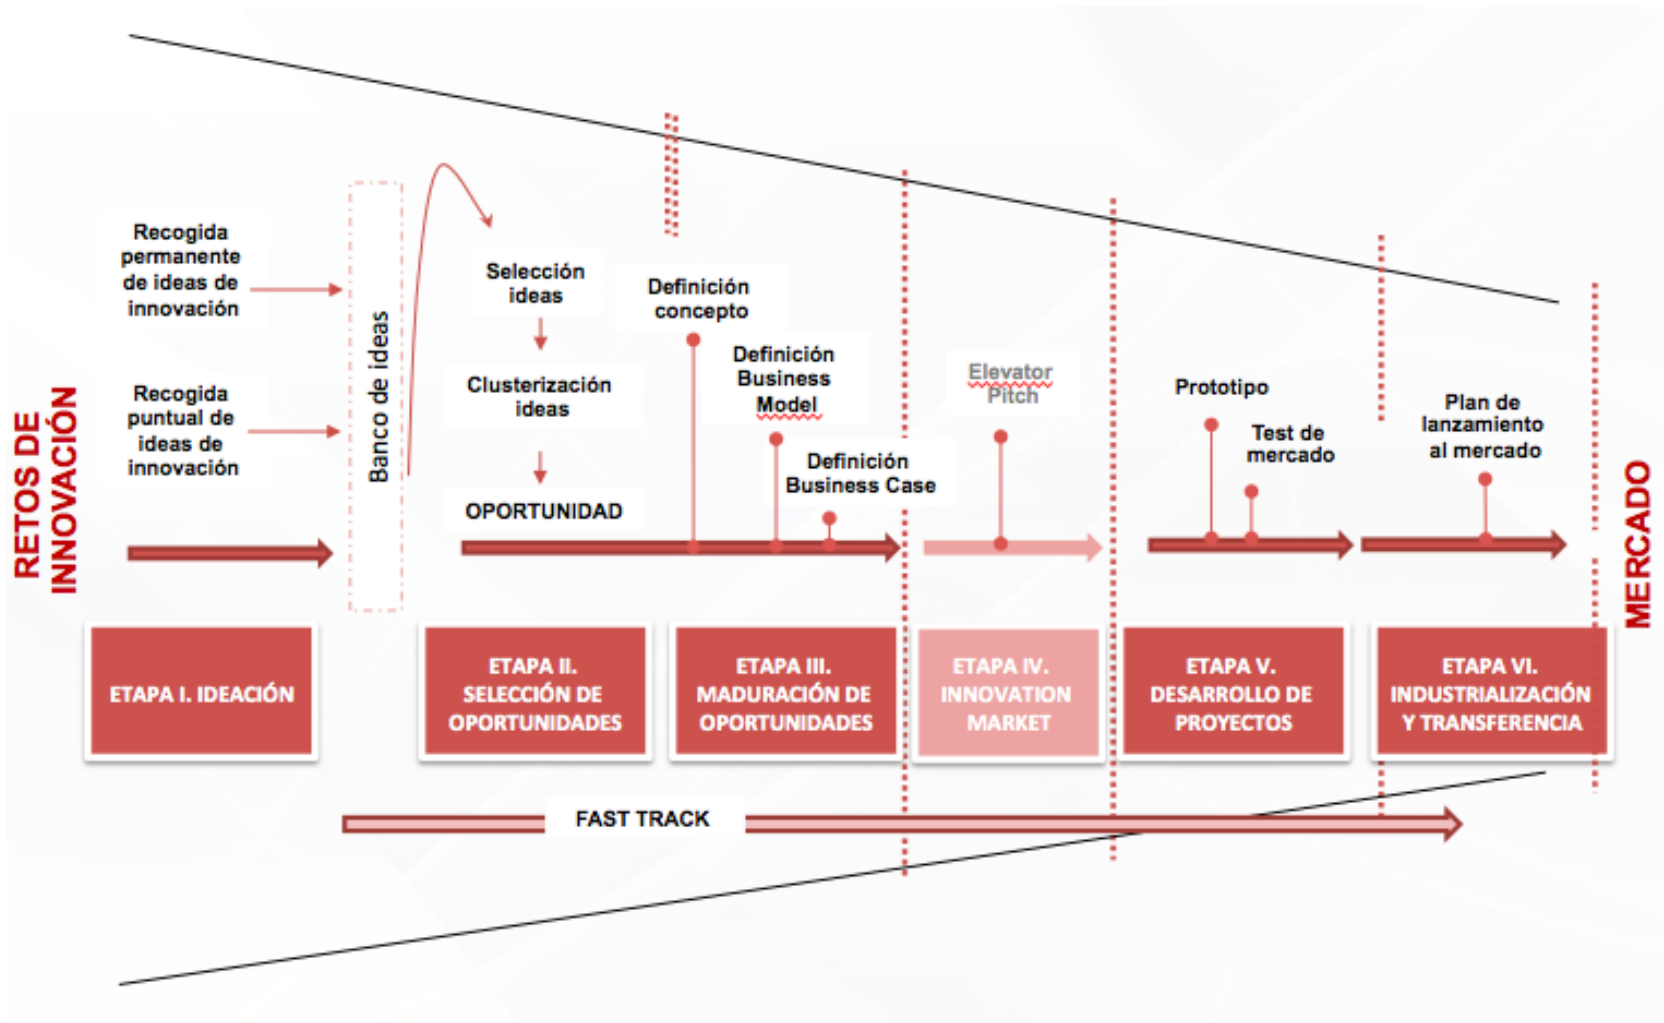 RETOS DE
INNOVACIÓN
Recogida
permanente
de ideas de
innovación
Recogida
puntual de
ideas de
innovación
Banco de ideas
Selección
ideas
Clusterización
ideas
OPORTUNIDAD
Definición
concepto
Definición
Business
Model
Definición
Business Case
Elevator
Pitch
Prototipo
Test de
mercado
Plan de
lanzamiento
al mercado
MERCADO
ETAPA I. IDEACIÓN
ETAPA II.
SELECCIÓN DE
OPORTUNIDADES
ETAPA III.
MADURACIÓN DE
OPORTUNIDADES
ETAPA IV.
INNOVATION
MARKET
ETAPA V.
DESARROLLO DE
PROYECTOS
ETAPA VI.
INDUSTRIALIZACIÓN
Y TRANSFERENCIA
FAST TRACK